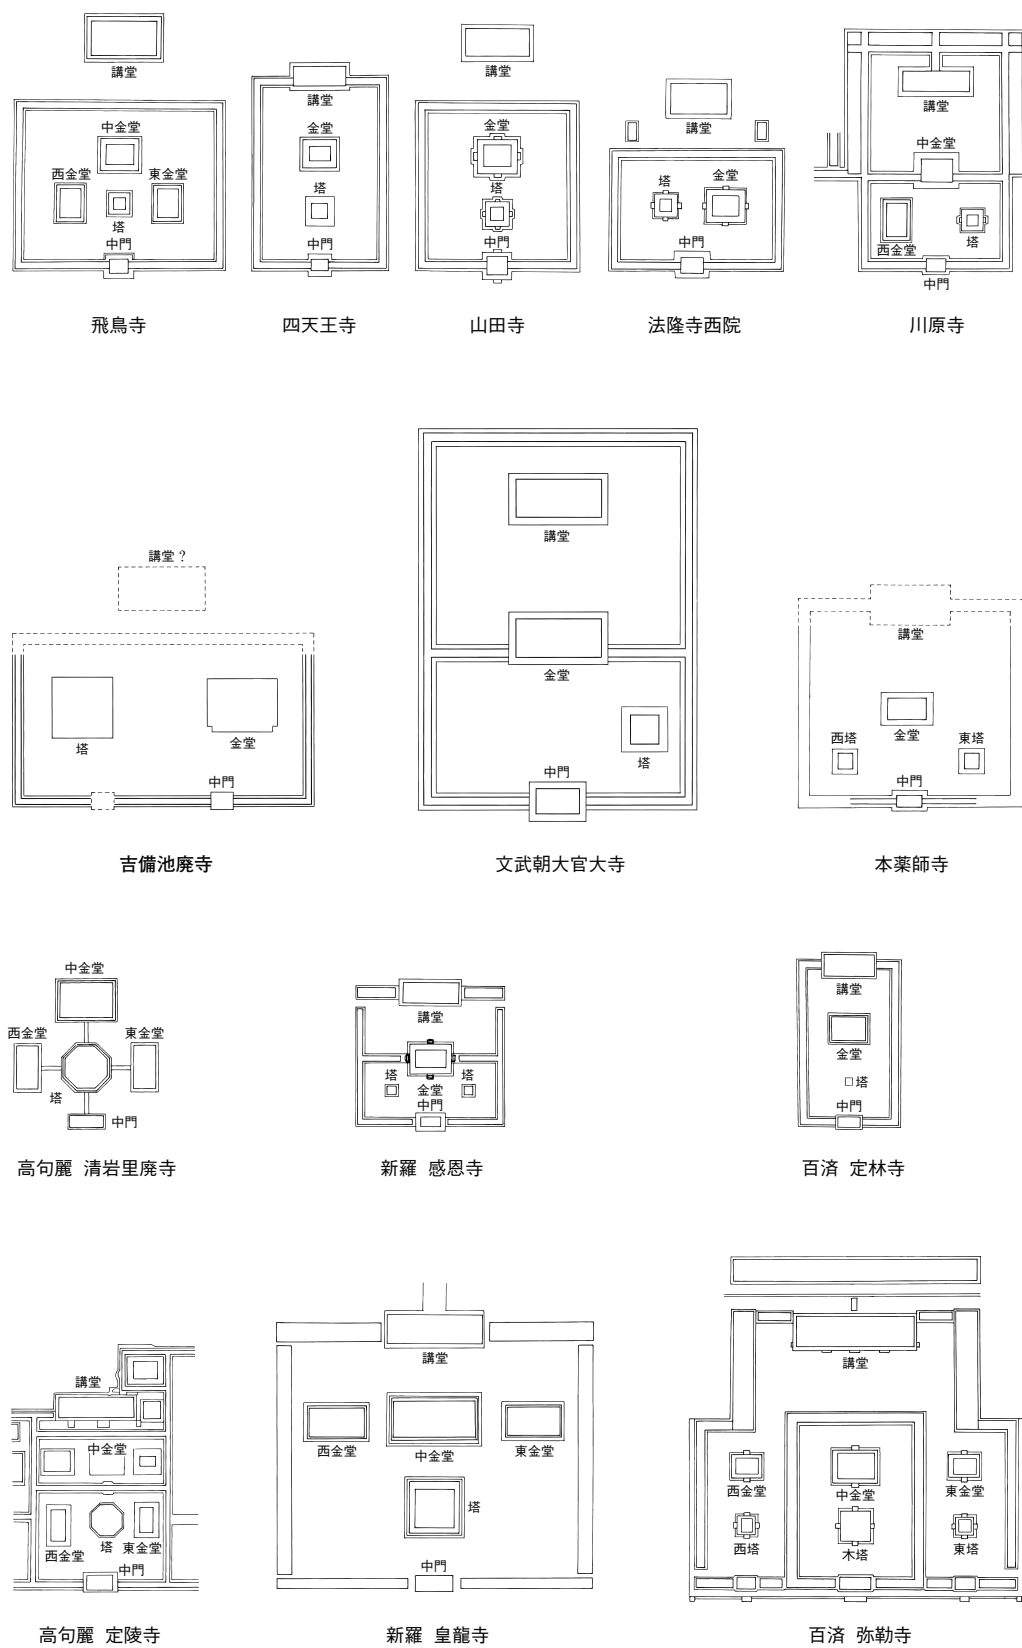 講堂
中金堂
西金堂
東金堂
塔
中門
飛鳥寺
講堂
金堂
塔
中門
四天王寺
講堂
金堂
塔
中門
山田寺
講堂
塔
金堂
中門
法隆寺西院
講堂
中金堂
西金堂
塔
中門
川原寺
講堂？
塔
金堂
中門
吉備池廃寺
講堂
金堂
塔
中門
文武朝大官大寺
講堂
金堂
西塔
東塔
中門
本薬師寺
中金堂
西金堂
東金堂
塔
中門
高句麗 清岩里廃寺
講堂
塔
塔
金堂
中門
新羅 感恩寺
講堂
金堂
塔
中門
百済 定林寺
講堂
中金堂
西金堂
塔
東金堂
中門
高句麗 定陵寺
講堂
西金堂
中金堂
東金堂
塔
中門
新羅 皇龍寺
講堂
西金堂
中金堂
東金堂
西塔
木塔
東塔
百済 弥勒寺